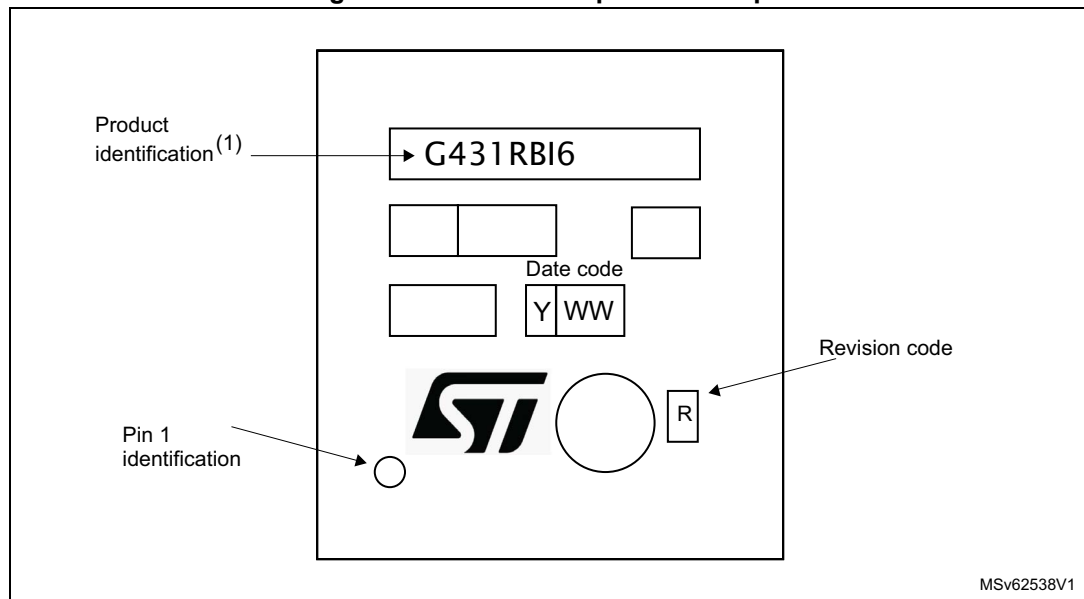 Product
identification(1)
G431RBI6
Date code
Y WW
Revision code
R
Pin 1
identification
MSv62538V1